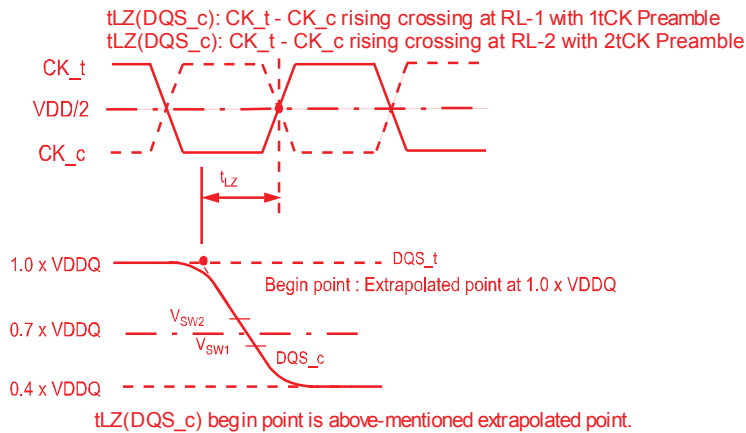 tLZ(DQS_c): CK_t - CK_c rising crossing at RL-1 with 1tCK Preamble
tLZ(DQS_c): CK_t - CK_c rising crossing at RL-2 with 2tCK Preamble
CK_t
VDD/2
CK_c
tLZ
DQS_t
1.0 x VDDQ
Begin point : Extrapolated point at 1.0 x VDDQ
VSW2
0.7 x VDDQ
VSW1
DQS_c
0.4 x VDDQ
tLZ(DQS_c) begin point is above-mentioned extrapolated point.